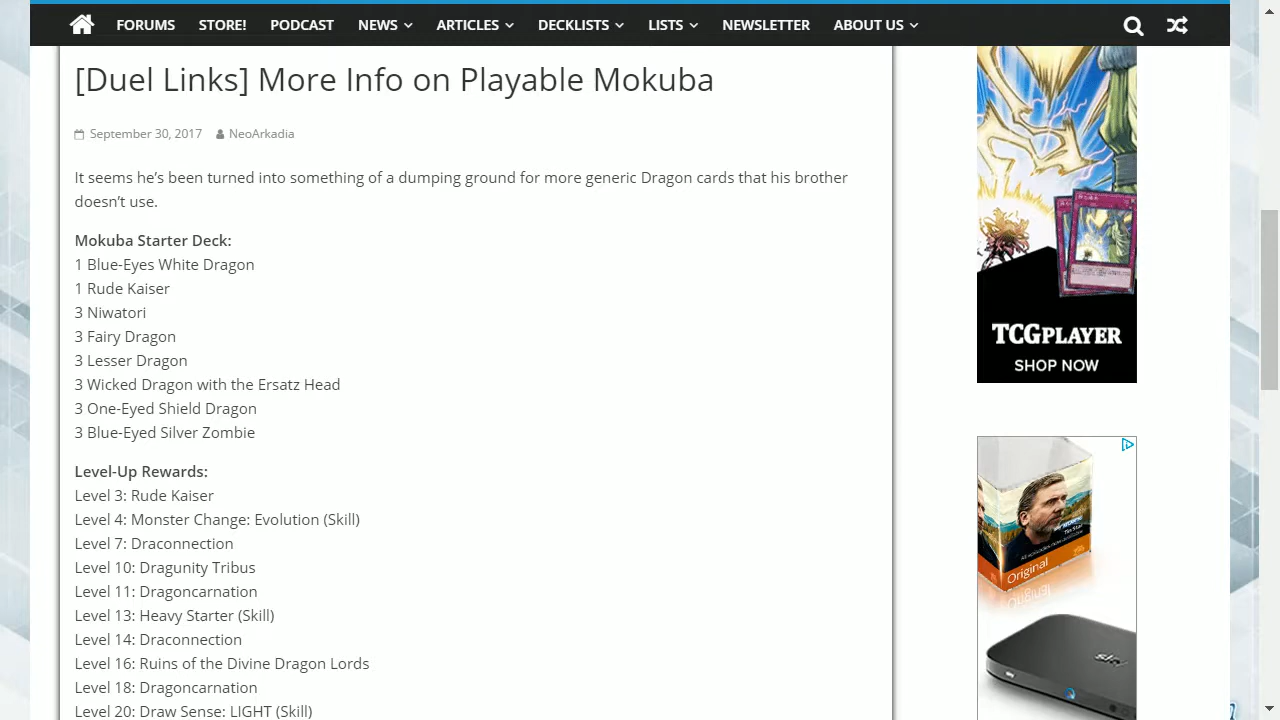 FORUMS STORE! PODCAST NEWS ARTICLES DECKLISTS LISTS NEWSLETTER ABOUT US
[Duel Links] More Info on Playable Mokuba
September 30, 2017 NeoArkadia
It seems he’s been turned into something of a dumping ground for more generic Dragon cards that his brother
doesn’t use.
Mokuba Starter Deck:
1 Blue-Eyes White Dragon
1 Rude Kaiser
3 Niwatori
3 Fairy Dragon
3 Lesser Dragon
3 Wicked Dragon with the Ersatz Head
3 One-Eyed Shield Dragon
3 Blue-Eyed Silver Zombie
Level-Up Rewards:
Level 3: Rude Kaiser
Level 4: Monster Change: Evolution (Skill)
Level 7: Draconnection
Level 10: Dragunity Tribus
Level 11: Dragoncarnation
Level 13: Heavy Starter (Skill)
Level 14: Draconnection
Level 16: Ruins of the Divine Dragon Lords
Level 18: Dragoncarnation
Level 20: Draw Sense: LIGHT (Skill)
TCGPLAYER
SHOP NOW
Original
sky